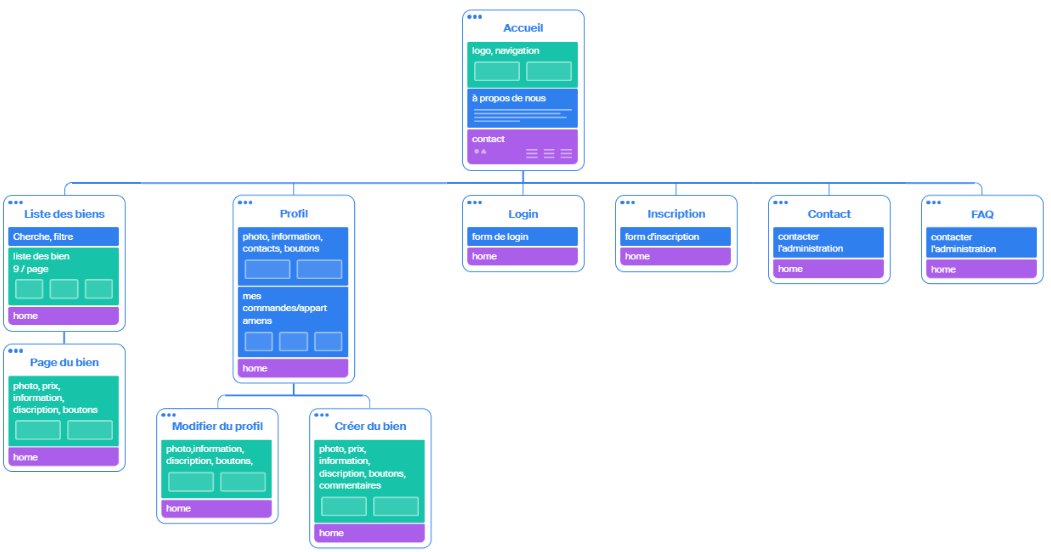 Accueil
logo, navigation
à propos de nous
contact
Liste des biens
Cherche, filtre
liste des bien
9 / page
home
Profil
photo, information,
contacts, boutons
mes
commandes/appart
amens
home
Login
form de login
home
Inscription
form d'inscription
home
Contact
contacter
l'administration
home
FAQ
contacter
l'administration
home
Page du bien
photo, prix,
information,
discription, boutons
home
Modifier du profil
photo,information,
discription, boutons,
home
Créer du bien
photo, prix,
information,
discription, boutons,
commentaires
home